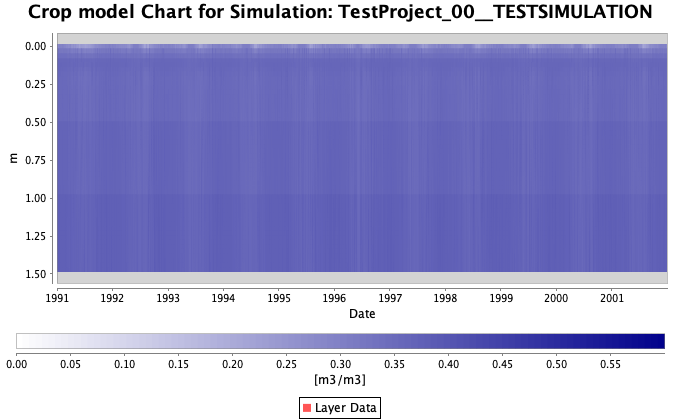 Crop model Chart for Simulation: TestProject_00__TESTSIMULATION
0.00
0.25
0.50
0.75
1.00
1.25
1.50
m
1991 1992 1993 1994 1995 1996 1997 1998 1999 2000 2001
Date
0.00 0.05 0.10 0.15 0.20 0.25 0.30 0.35 0.40 0.45 0.50 0.55
[m3/m3]
Layer Data